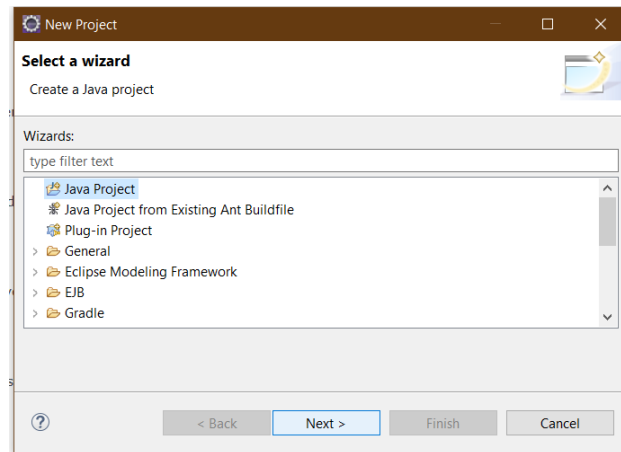 New Project
Select a wizard
Create a Java project
Wizards:
type filter text
Java Project
Java Project from Existing Ant Buildfile
Plug-in Project
General
Eclipse Modeling Framework
EJB
Gradle
< Back Next > Finish Cancel